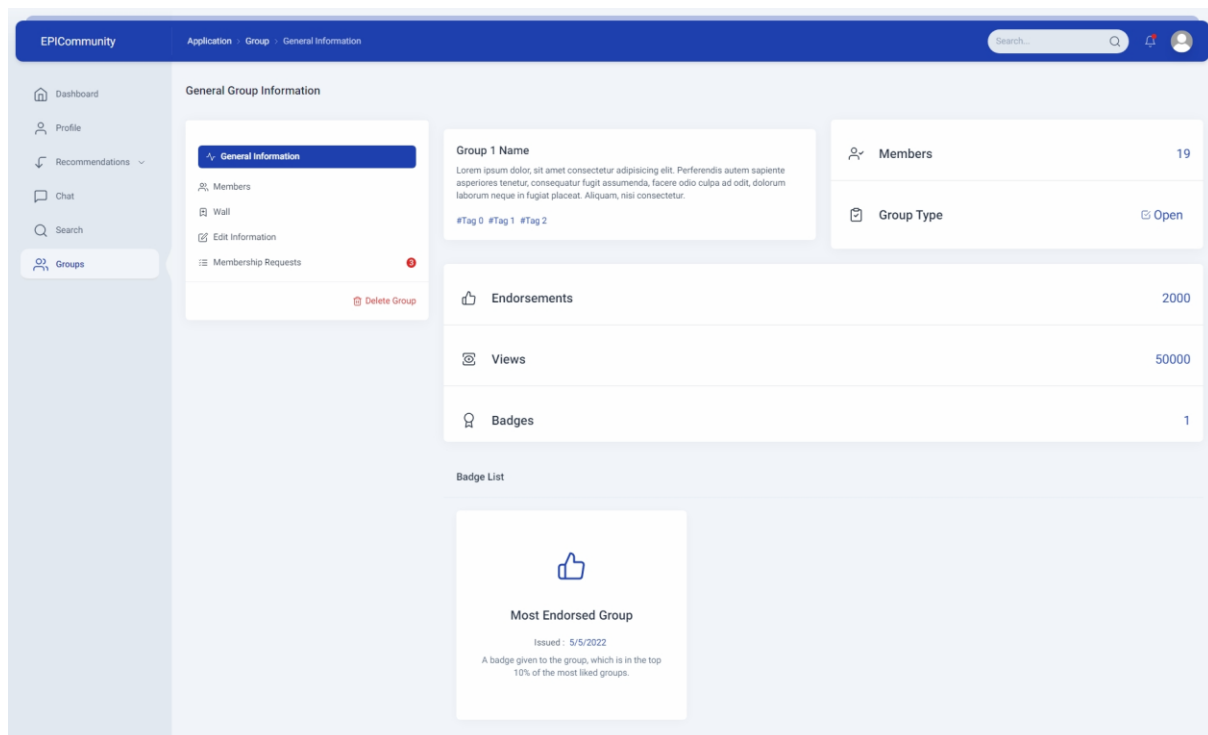 EPICommunity
Application > Group > General Information
Search...
Dashboard
Profile
Recommendations
Chat
Search
Groups
General Group Information
General Information
Members
Wall
Edit Information
Membership Requests 3
Delete Group
Group 1 Name
Lorem ipsum dolor, sit amet consectetur adipisicing elit. Perferendis autem sapiente
asperiores tenetur, consequatur fugit assumenda, facere odio culpa ad odit, dolorum
laborum neque in fugiat placeat. Aliquam, nisi consectetur.
#Tag 0 #Tag 1 #Tag 2
Members 19
Group Type Open
Endorsements 2000
Views 50000
Badges 1
Badge List
Most Endorsed Group
Issued : 5/5/2022
A badge given to the group, which is in the top
10% of the most liked groups.